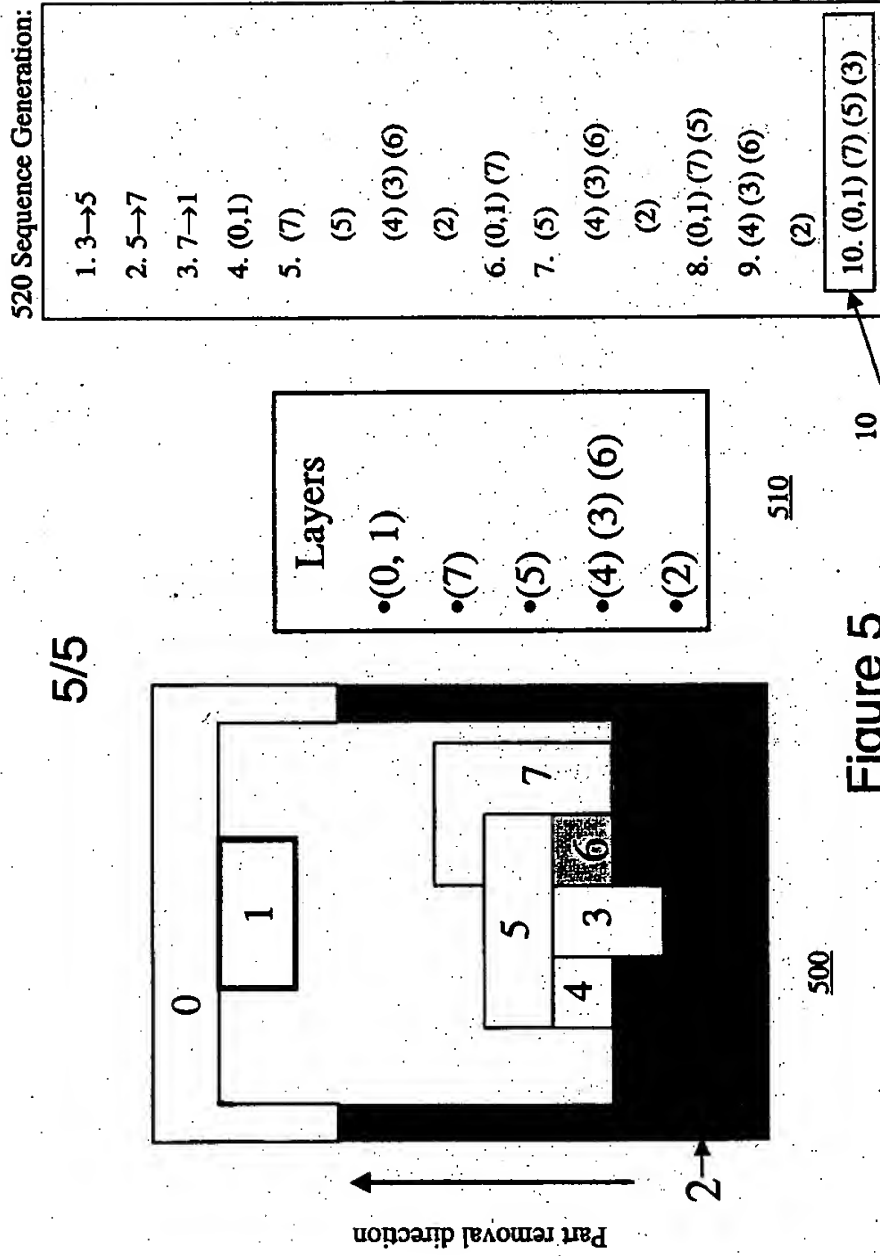 5/5
Part removal direction
0
1
7
5
6
4
3
2
500
Layers
•(0, 1)
•(7)
•(5)
•(4) (3) (6)
•(2)
510
520 Sequence Generation:
1. 3→5
2. 5→7
3. 7→1
4. (0,1)
5. (7)
(5)
(4) (3) (6)
(2)
6. (0,1) (7)
7. (5)
(4) (3) (6)
(2)
8. (0,1) (7) (5)
9. (4) (3) (6)
(2)
10. (0,1) (7) (5) (3)
10
Figure 5